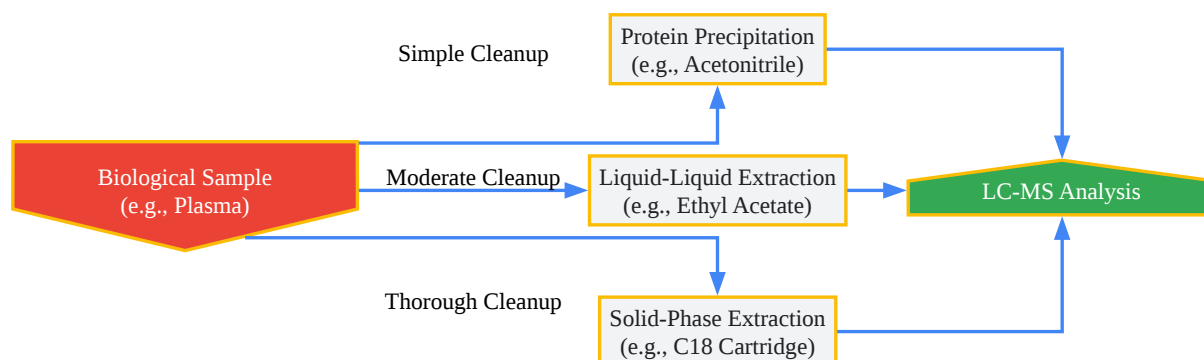 Simple Cleanup
Protein Precipitation
(e.g., Acetonitrile)
Biological Sample
(e.g., Plasma)
Moderate Cleanup
Liquid-Liquid Extraction
(e.g., Ethyl Acetate)
LC-MS Analysis
Thorough Cleanup
Solid-Phase Extraction
(e.g., C18 Cartridge)